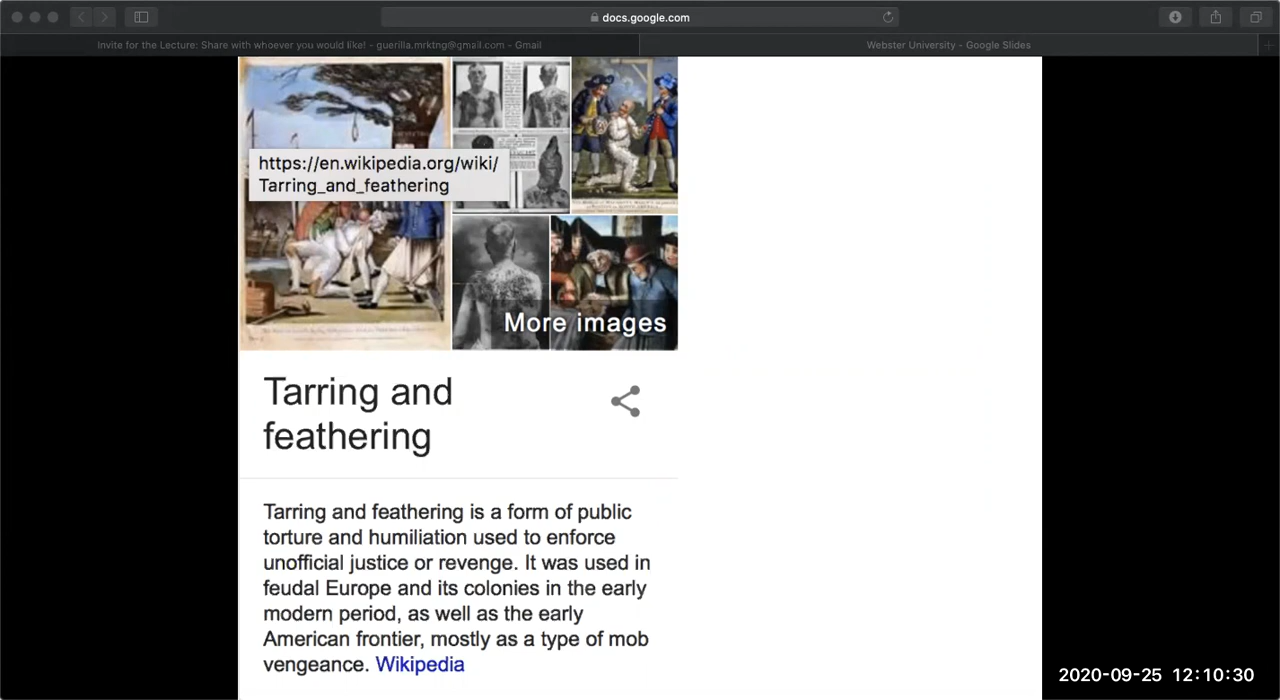 docs.google.com
Invite for the Lecture: Share with whoever you would like! - guerilla.mrktng@gmail.com - Gmail
Webster University - Google Slides
https://en.wikipedia.org/wiki/
Tarring_and_feathering
More images
Tarring and
feathering
Tarring and feathering is a form of public
torture and humiliation used to enforce
unofficial justice or revenge. It was used in
feudal Europe and its colonies in the early
modern period, as well as the early
American frontier, mostly as a type of mob
vengeance. Wikipedia
2020-09-25 12:10:30